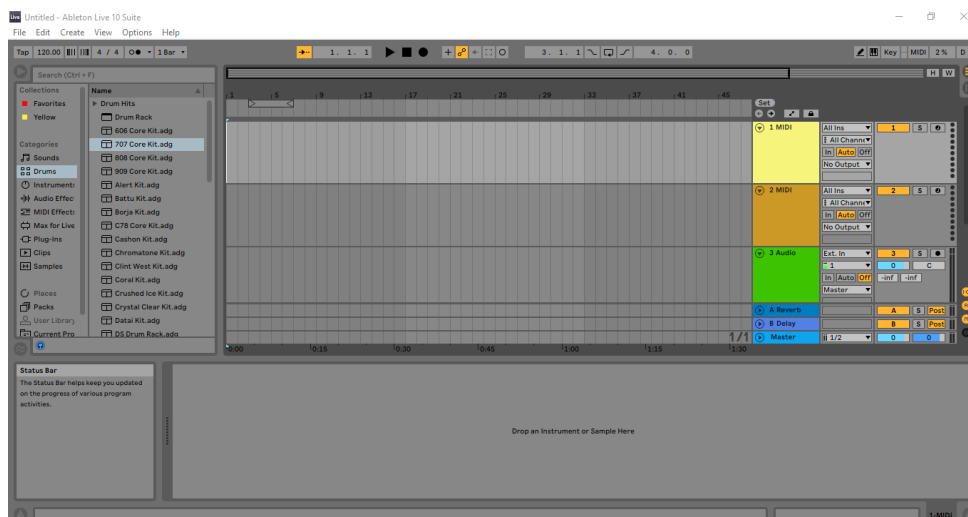 Live Untitled - Ableton Live 10 Suite
File Edit Create View Options Help
Tap 120.00 4 / 4 1 Bar 1. 1. 1 3. 1. 1 4. 0. 0 Key MIDI 2% D
Search (Ctrl + F)
H W
Collections
Favorites
Yellow
Categories
Sounds
Drums
Instruments
Audio Effec
MIDI Effects
Max for Live
Plug-Ins
Clips
Samples
Places
Packs
User Library
Current Pro
Name
Drum Hits
Drum Rack
606 Core Kit.adg
707 Core Kit.adg
808 Core Kit.adg
909 Core Kit.adg
Alert Kit.adg
Battu Kit.adg
Borja Kit.adg
C78 Core Kit.adg
Cashon Kit.adg
Chromatone Kit.adg
Clint West Kit.adg
Coral Kit.adg
Crushed Ice Kit.adg
Crystal Clear Kit.adg
Datai Kit.adg
DS Drum Rack.adg
1 5 9 13 17 21 25 29 33 37 41 45
Set
1 MIDI All Ins 1 S
All Channe
In Auto Off
No Output
2 MIDI All Ins 2 S
All Channe
In Auto Off
No Output
3 Audio Ext. In 3 S
1 0 C
In Auto Off -inf -inf
Master
A Reverb A S Post
B Delay B S Post
1/1 Master 1/2 0 0
0:00 0:15 0:30 0:45 1:00 1:15 1:30
Status Bar
The Status Bar helps keep you updated
on the progress of various program
activities.
Drop an Instrument or Sample Here
1-MIDI